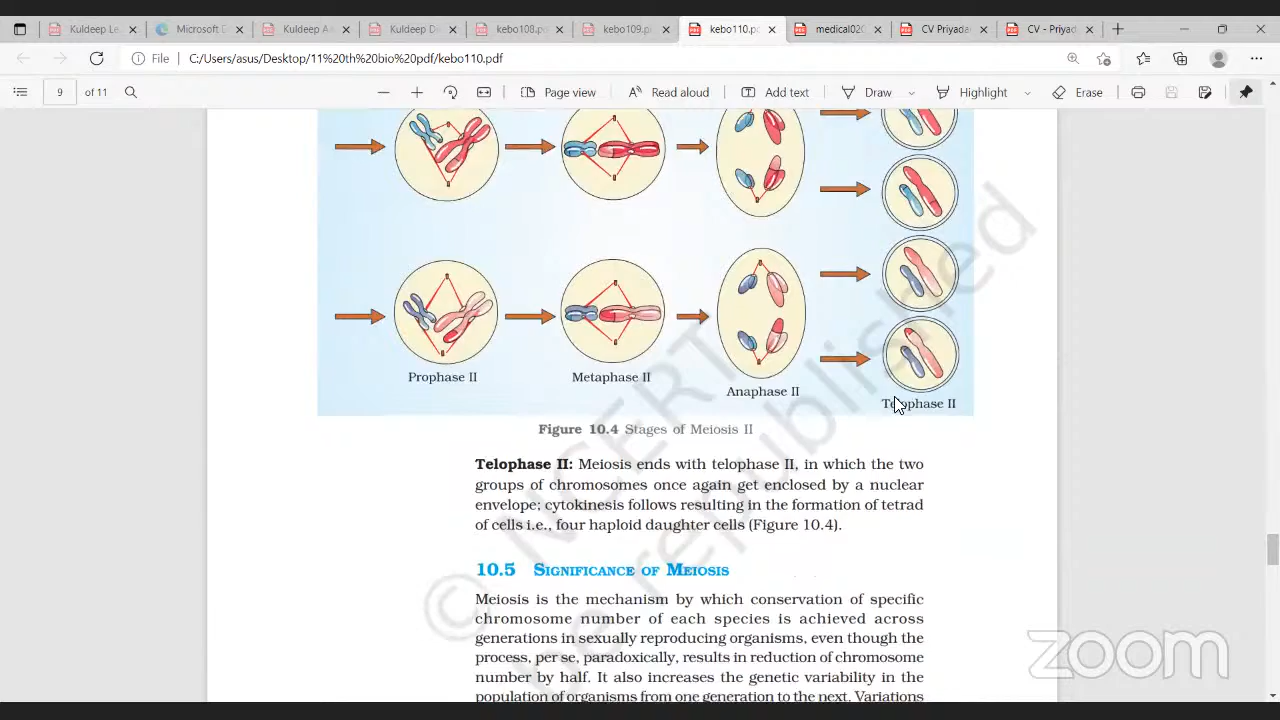 Kuldeep Le
Microsoft E
Kuldeep A
Kuldeep D
kebo108.p
kebo109.p
kebo110.p
medical02
CV Priyada
CV - Priyad
File C:/Users/asus/Desktop/11%20th%20bio%20pdf/kebo110.pdf
9 of 11 Page view Read aloud Add text Draw Highlight Erase
Prophase II Metaphase II Anaphase II Telophase II
Figure 10.4 Stages of Meiosis II
Telophase II: Meiosis ends with telophase II, in which the two
groups of chromosomes once again get enclosed by a nuclear
envelope; cytokinesis follows resulting in the formation of tetrad
of cells i.e., four haploid daughter cells (Figure 10.4).
10.5 SIGNIFICANCE OF MEIOSIS
Meiosis is the mechanism by which conservation of specific
chromosome number of each species is achieved across
generations in sexually reproducing organisms, even though the
process, per se, paradoxically, results in reduction of chromosome
number by half. It also increases the genetic variability in the
population of organisms from one generation to the next. Variations
© NCERT
be republished
zoom